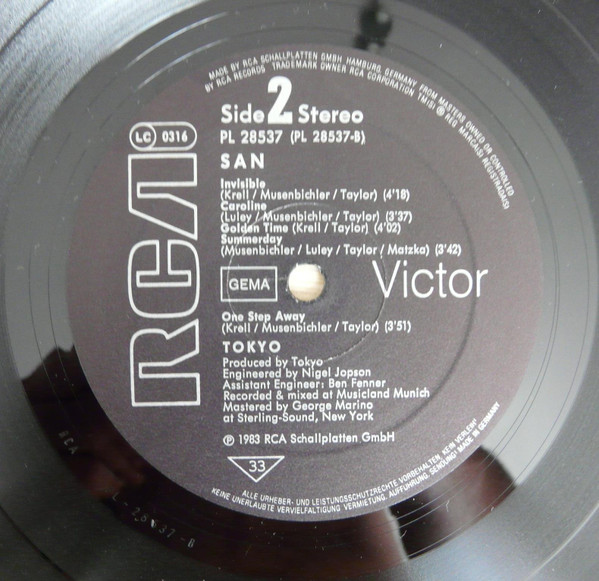 MADE BY RCA SCHALLPLATTEN GMBH, HAMBURG, GERMANY, FROM MASTERS OWNED OR CONTROLLED
BY RCA RECORDS TRADEMARK OWNER RCA CORPORATION TM(S) ® REG MARCA(S) REGISTRADA(S)
Side 2 Stereo
PL 28537 (PL 28537-B)
LC 0316
SAN
Invisible
(Krell / Musenbichler / Taylor) (4'18)
Caroline
(Luley / Musenbichler / Taylor) (3'37)
Golden Time (Krell / Taylor) (4'02)
Summerday
(Musenbichler / Luley / Taylor / Matzka) (3'42)
RCA
GEMA
Victor
One Step Away
(Krell / Musenbichler / Taylor) (3'51)
TOKYO
Produced by Tokyo
Engineered by Nigel Jopson
Assistant Engineer: Ben Fenner
Recorded & mixed at Musicland Munich
Mastered by George Marino
at Sterling-Sound, New York
℗ 1983 RCA Schallplatten GmbH
33
ALLE URHEBER- UND LEISTUNGSSCHUTZRECHTE VORBEHALTEN, KEIN VERLEIH!
KEINE UNERLAUBTE VERVIELFÄLTIGUNG VERMIETUNG, AUFFÜHRUNG, SENDUNG! MADE IN GERMANY
RCA